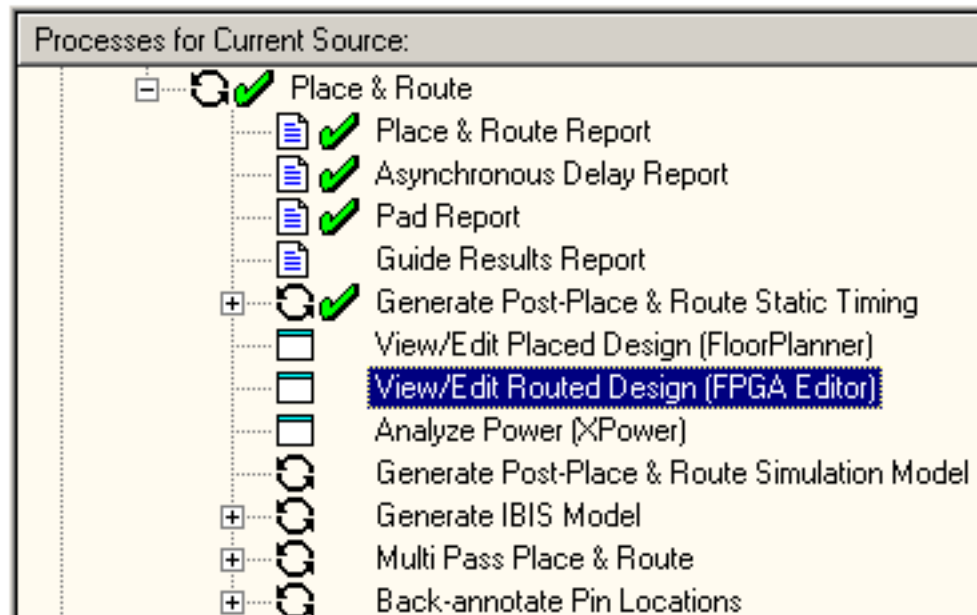 Processes for Current Source:
Place & Route
Place & Route Report
Asynchronous Delay Report
Pad Report
Guide Results Report
Generate Post-Place & Route Static Timing
View/Edit Placed Design (FloorPlanner)
View/Edit Routed Design (FPGA Editor)
Analyze Power (XPower)
Generate Post-Place & Route Simulation Model
Generate IBIS Model
Multi Pass Place & Route
Back-annotate Pin Locations